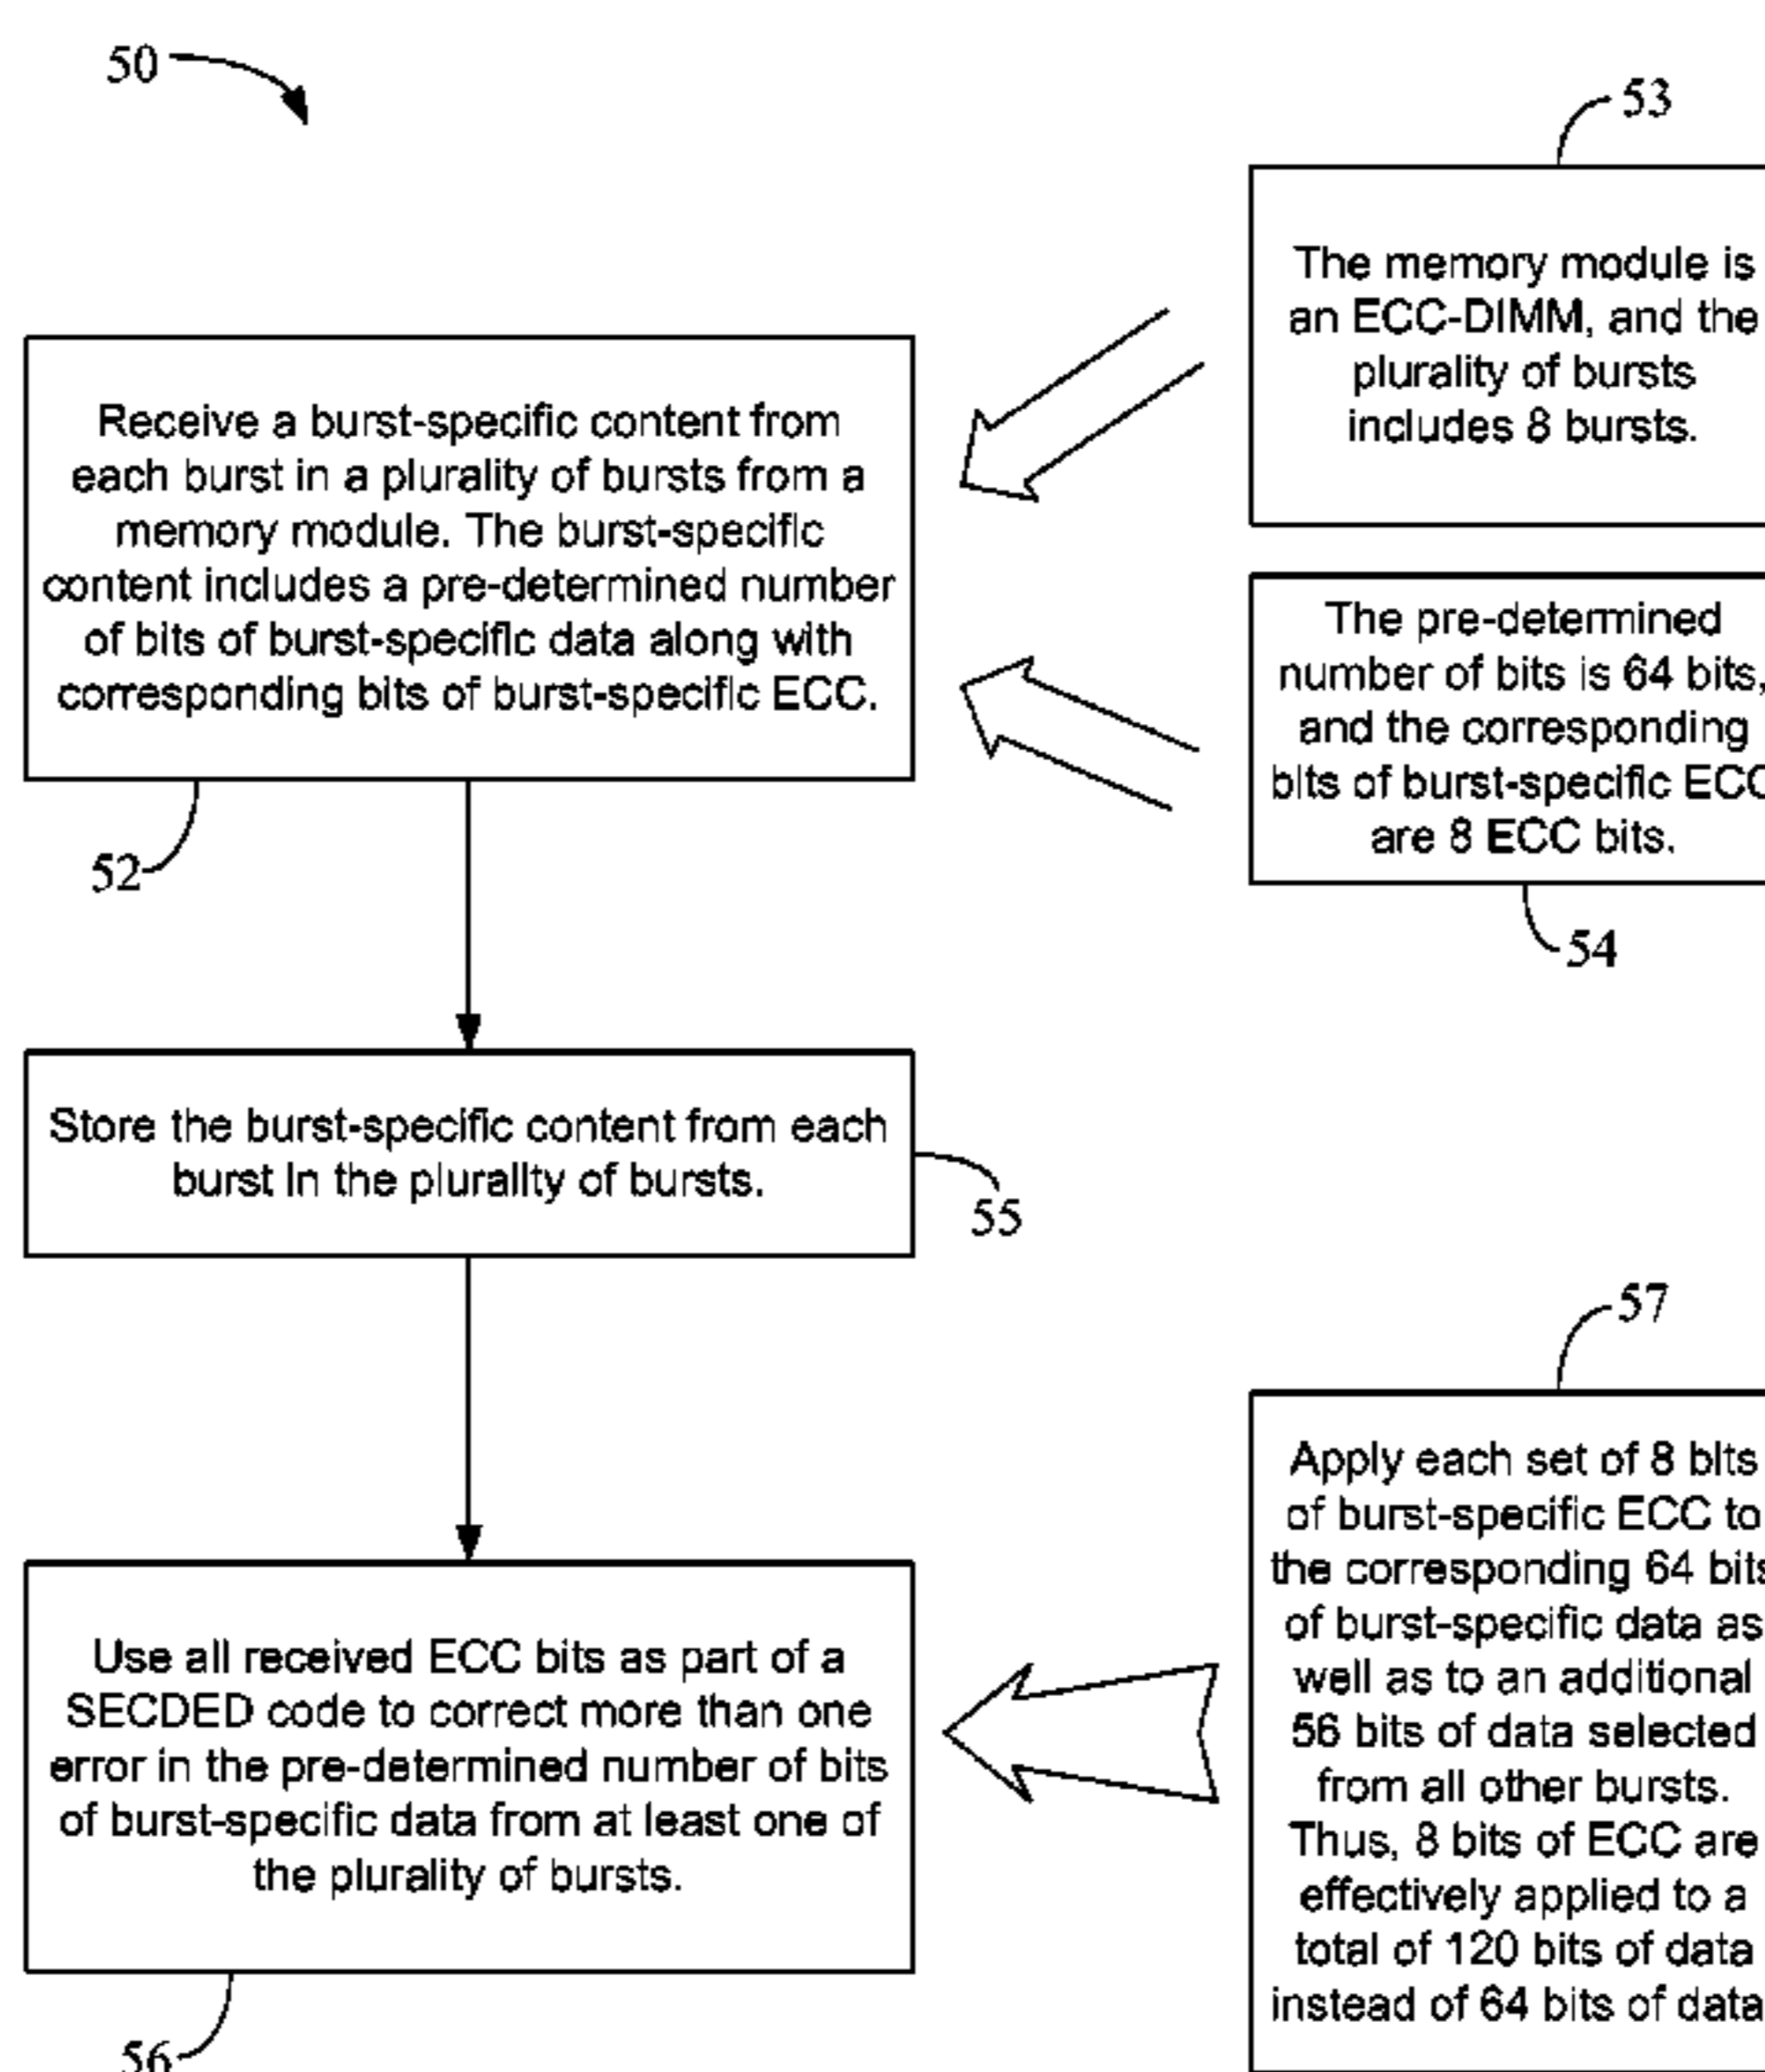 50
53
The memory module is
an ECC-DIMM, and the
plurality of bursts
includes 8 bursts.
Receive a burst-specific content from
each burst in a plurality of bursts from a
memory module. The burst-specific
content includes a pre-determined number
of bits of burst-specific data along with
corresponding bits of burst-specific ECC.
The pre-determined
number of bits is 64 bits,
and the corresponding
bits of burst-specific ECC
are 8 ECC bits.
52
54
Store the burst-specific content from each
burst in the plurality of bursts.
55
57
Apply each set of 8 bits
of burst-specific ECC to
the corresponding 64 bits
of burst-specific data as
well as to an additional
56 bits of data selected
from all other bursts.
Thus, 8 bits of ECC are
effectively applied to a
total of 120 bits of data
instead of 64 bits of data
Use all received ECC bits as part of a
SECDED code to correct more than one
error in the pre-determined number of bits
of burst-specific data from at least one of
the plurality of bursts.
56